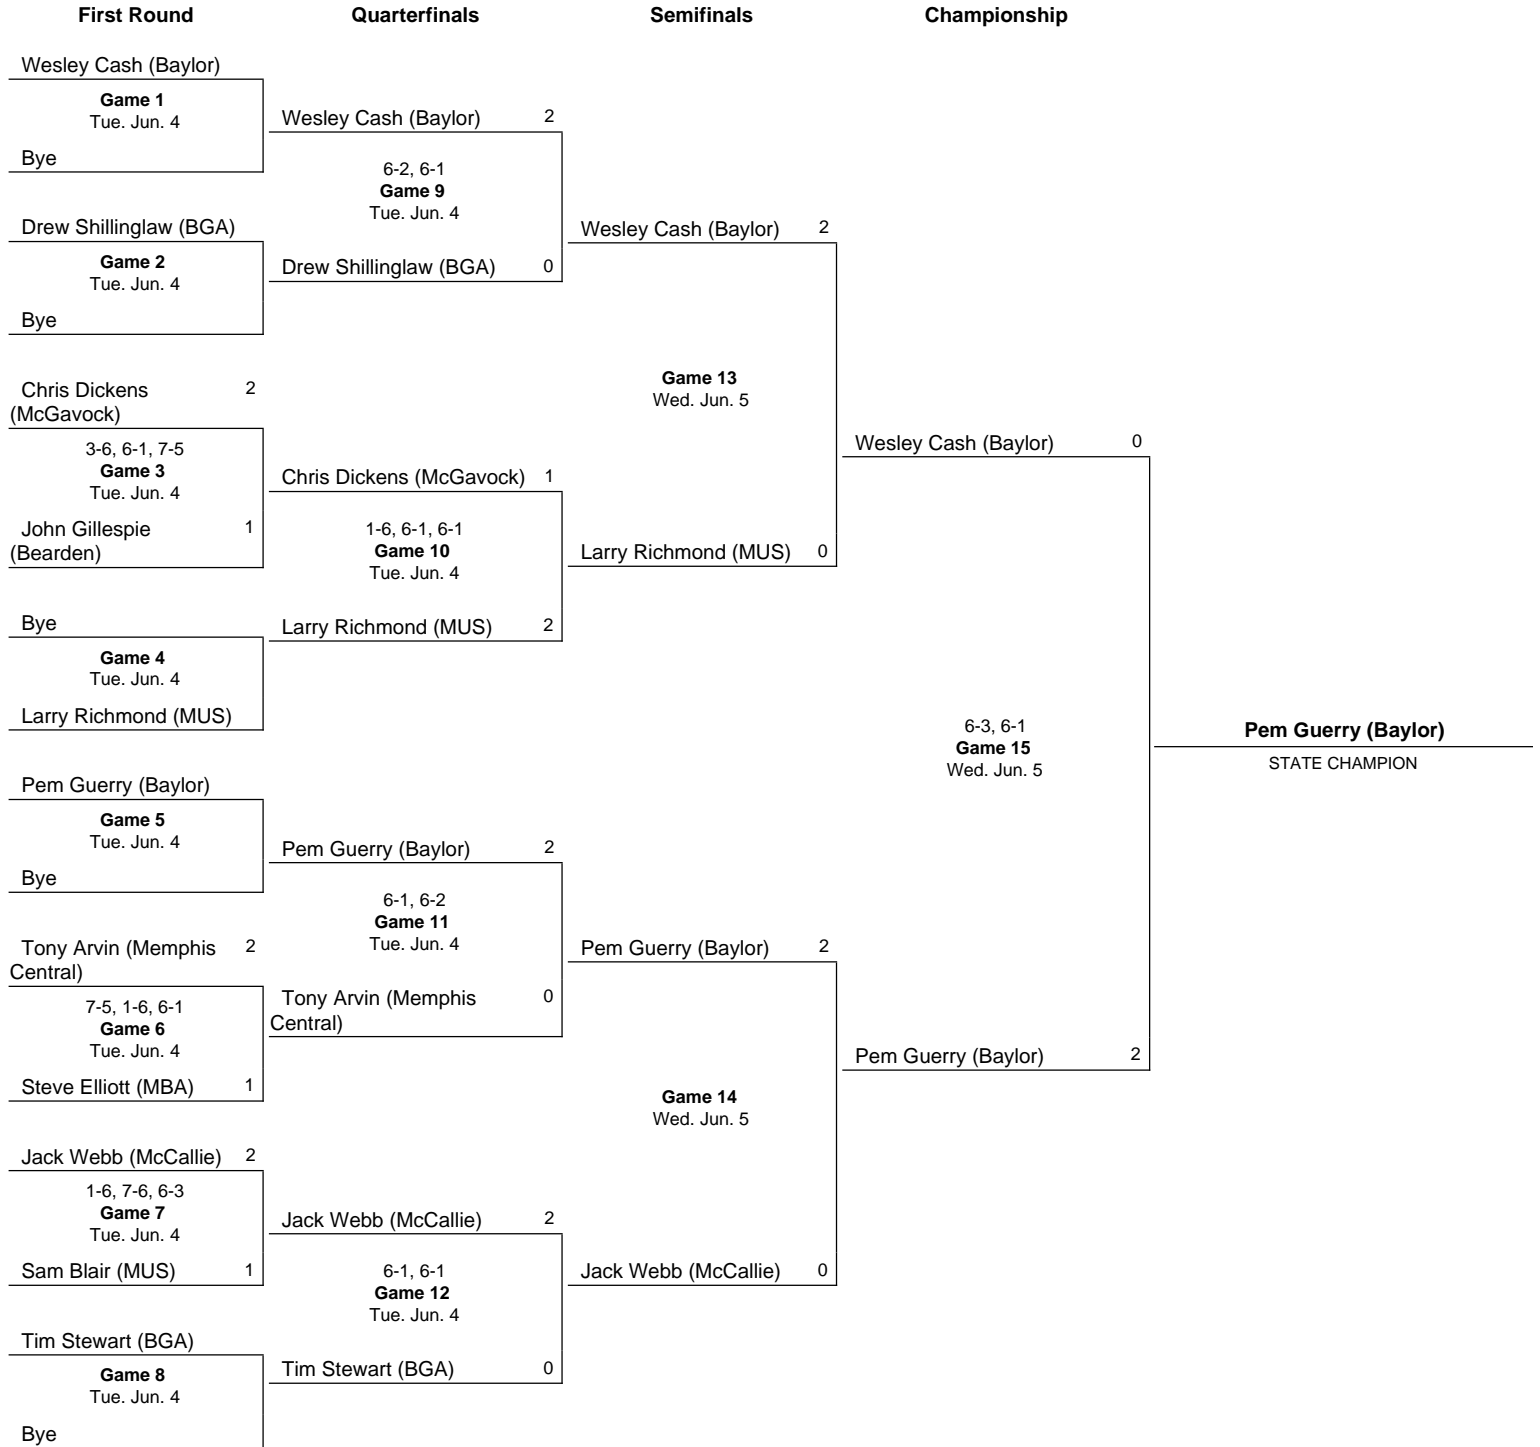 First Round
Quarterfinals
Semifinals
Championship
Wesley Cash (Baylor)
Game 1
Tue. Jun. 4
Bye
Drew Shillinglaw (BGA)
Game 2
Tue. Jun. 4
Bye
Chris Dickens 2
(McGavock)
3-6, 6-1, 7-5
Game 3
Tue. Jun. 4
John Gillespie 1
(Bearden)
Bye
Game 4
Tue. Jun. 4
Larry Richmond (MUS)
Pem Guerry (Baylor)
Game 5
Tue. Jun. 4
Bye
Tony Arvin (Memphis 2
Central)
7-5, 1-6, 6-1
Game 6
Tue. Jun. 4
Steve Elliott (MBA) 1
Jack Webb (McCallie) 2
1-6, 7-6, 6-3
Game 7
Tue. Jun. 4
Sam Blair (MUS) 1
Tim Stewart (BGA)
Game 8
Tue. Jun. 4
Bye
Wesley Cash (Baylor) 2
6-2, 6-1
Game 9
Tue. Jun. 4
Drew Shillinglaw (BGA) 0
Chris Dickens (McGavock) 1
1-6, 6-1, 6-1
Game 10
Tue. Jun. 4
Larry Richmond (MUS) 2
Pem Guerry (Baylor) 2
6-1, 6-2
Game 11
Tue. Jun. 4
Tony Arvin (Memphis 0
Central)
Jack Webb (McCallie) 2
6-1, 6-1
Game 12
Tue. Jun. 4
Tim Stewart (BGA) 0
Wesley Cash (Baylor) 2
Game 13
Wed. Jun. 5
Larry Richmond (MUS) 0
Pem Guerry (Baylor) 2
Game 14
Wed. Jun. 5
Jack Webb (McCallie) 0
Wesley Cash (Baylor) 0
6-3, 6-1
Game 15
Wed. Jun. 5
Pem Guerry (Baylor) 2
Pem Guerry (Baylor)
STATE CHAMPION